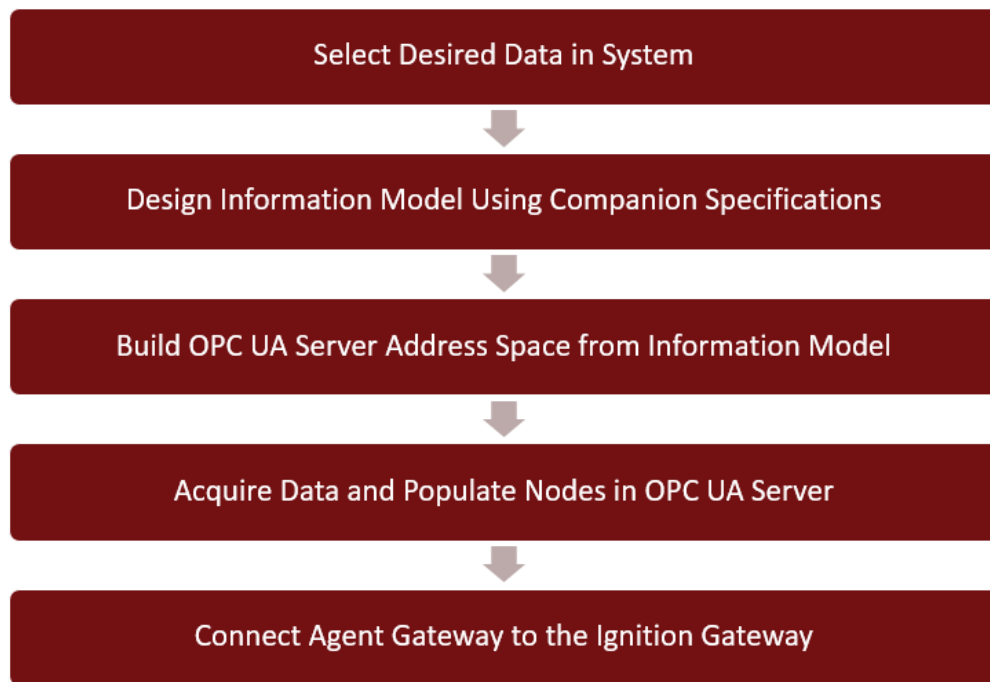 Select Desired Data in System
Design Information Model Using Companion Specifications
Build OPC UA Server Address Space from Information Model
Acquire Data and Populate Nodes in OPC UA Server
Connect Agent Gateway to the Ignition Gateway